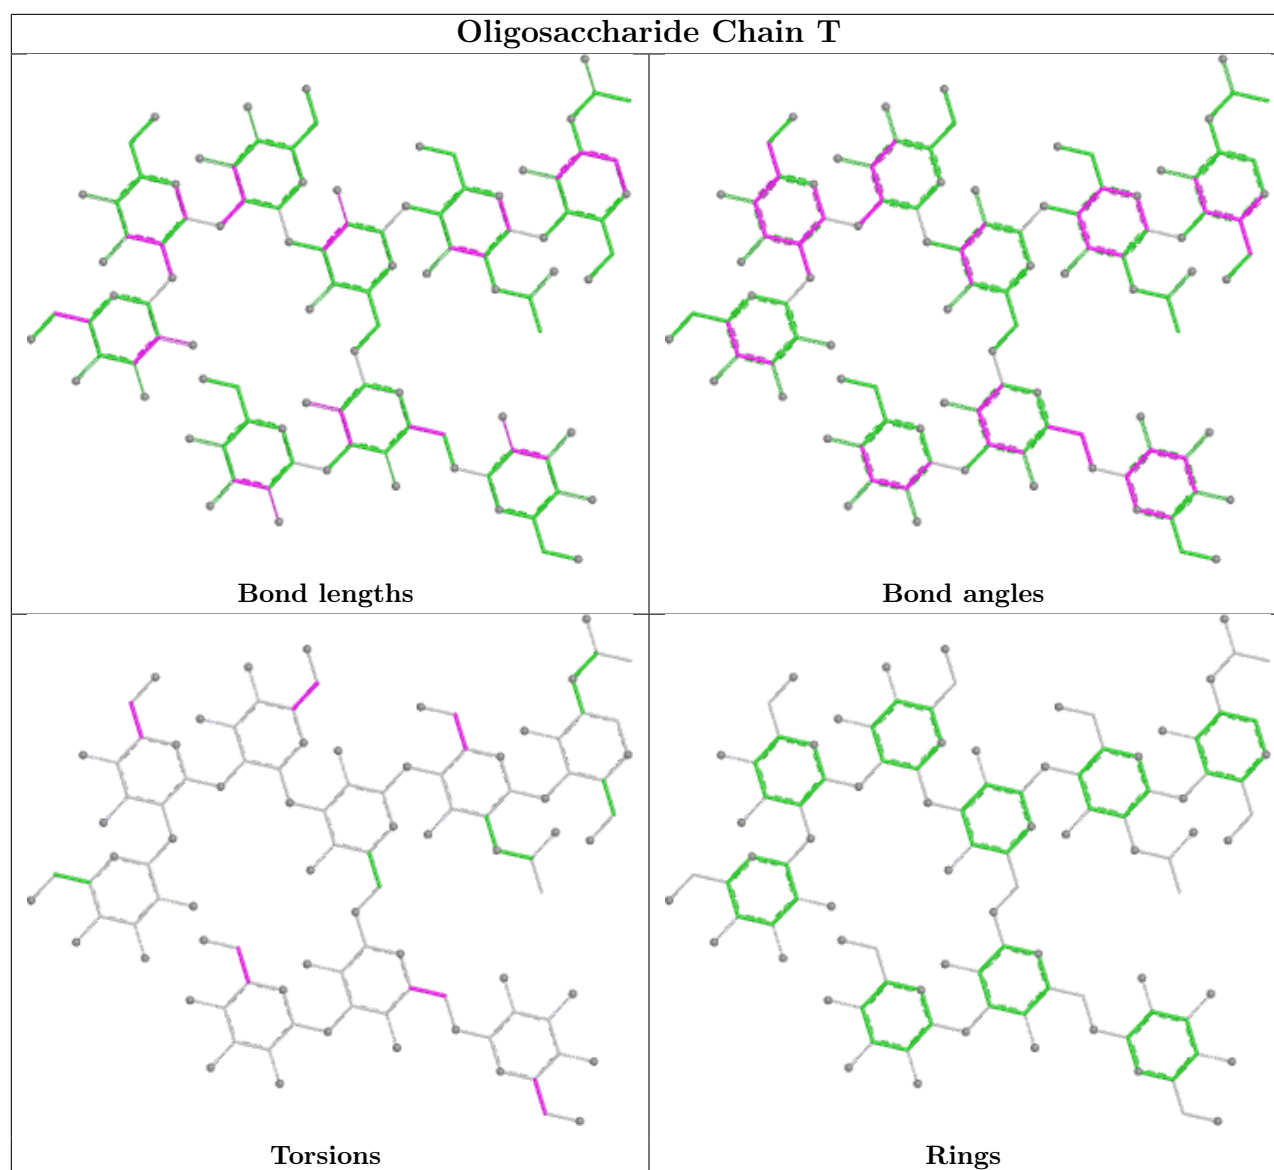 Oligosaccharide Chain T
Bond lengths
Bond angles
Torsions
Rings